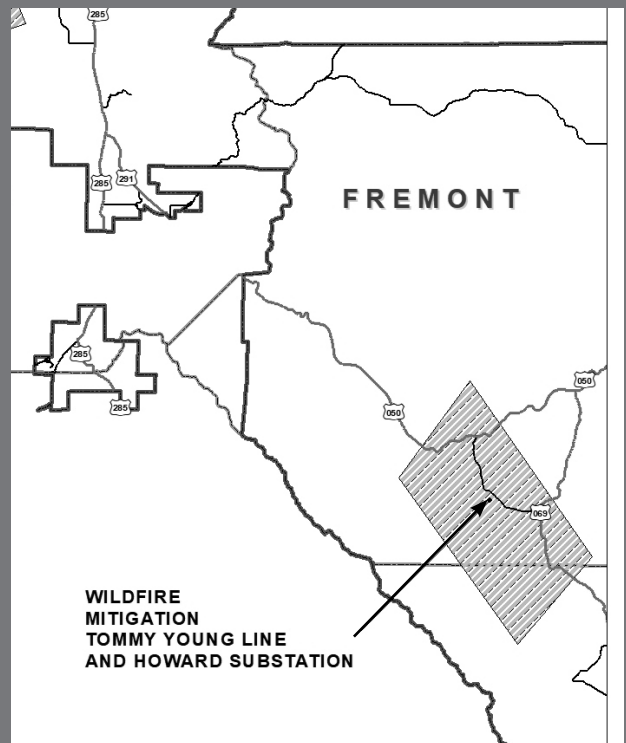 285
285
291
FREMONT
285
285
050
050
069
WILDFIRE
MITIGATION
TOMMY YOUNG LINE
AND HOWARD SUBSTATION